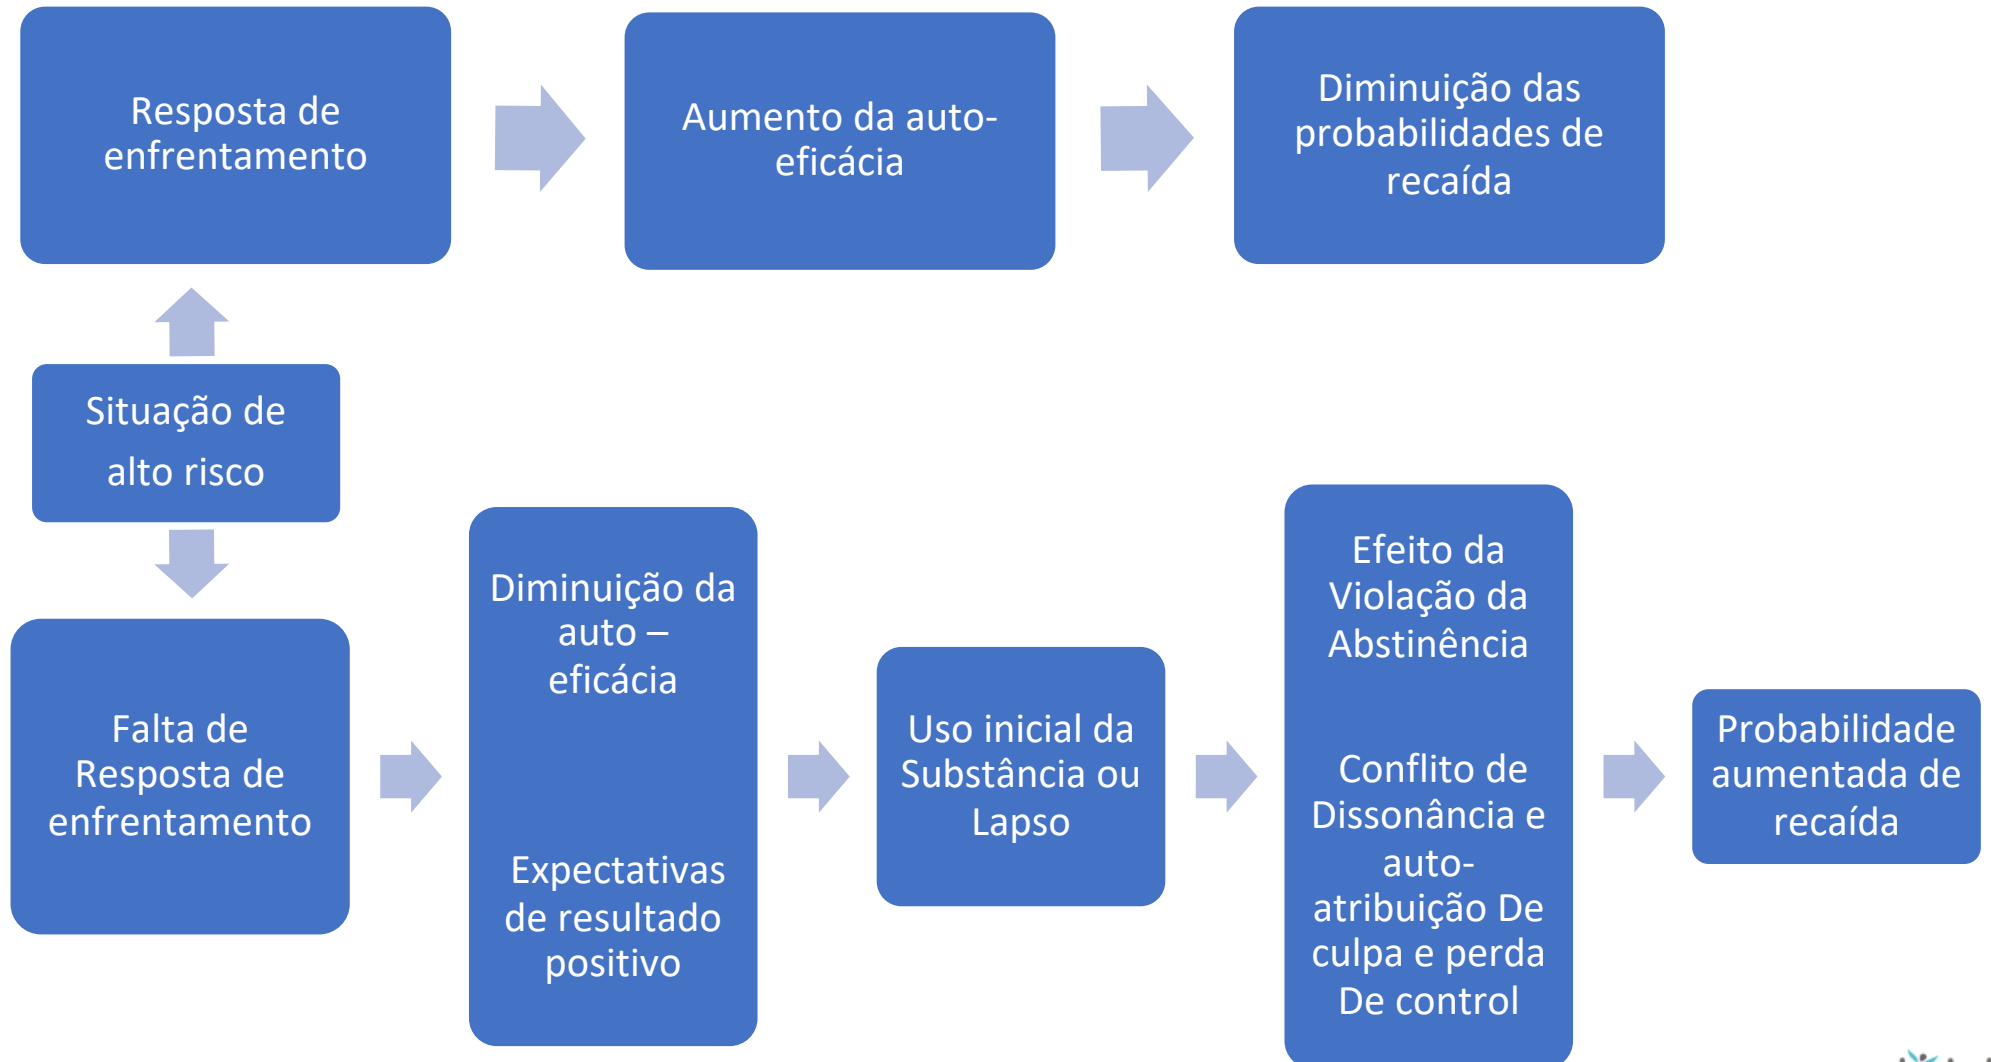 Resposta de
enfrentamento
Aumento da auto-
eficácia
Diminuição das
probabilidades de
recaída
Situação de
alto risco
Falta de
Resposta de
enfrentamento
Diminuição da
auto –
eficácia
Expectativas
de resultado
positivo
Uso inicial da
Substância ou
Lapso
Efeito da
Violação da
Abstinência
Conflito de
Dissonância e
auto-
atribuição De
culpa e perda
De control
Probabilidade
aumentada de
recaída